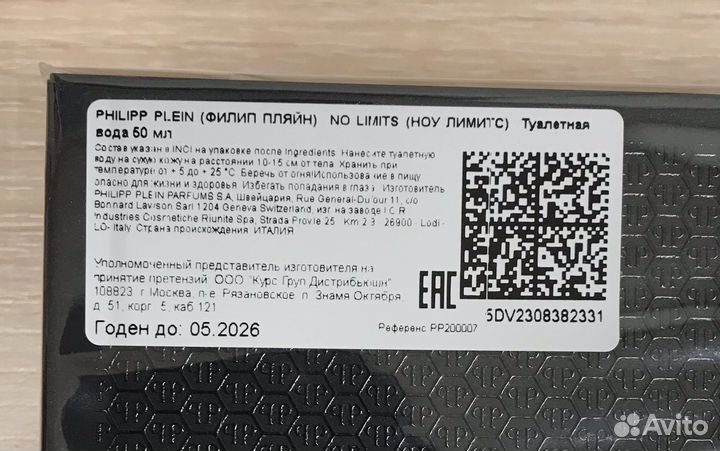 PHILIPP PLEIN (ФИЛИП ПЛЯЙН) NO LIMITS (НОУ ЛИМИТС) Туалетная
вода 50 мл
Состав указан в INCI на упаковке после Ingredients. Нанесите туалетную
воду на сухую кожу на расстоянии 10-15 см от тела. Хранить при
температуре от + 5 до + 25 °C. Беречь от огня!Использование в пищу
опасно для жизни и здоровья. Избегать попадания в глаза. Изготовитель
PHILIPP PLEIN PARFUMS S.A, Швейцария, Rue General-Dufour 11, c/o
Bonnard Lawson Sarl 1204 Geneva Switzerland, изг на заводе I.C.R.
Industries Cosmetiche Riunite Spa, Strada Prov.le 25 Km 2.3 26900 - Lodi -
LO- Italy. Страна происхождения ИТАЛИЯ
Уполномоченный представитель изготовителя на
принятие претензий ООО "Курс Груп Дистрибьюшн"
108823 г Москва, п-е Рязановское п Знамя Октября,
д 51, корп 5, каб 121
Годен до: 05.2026
EAC
Референс PP200007
5DV2308382331
Avito